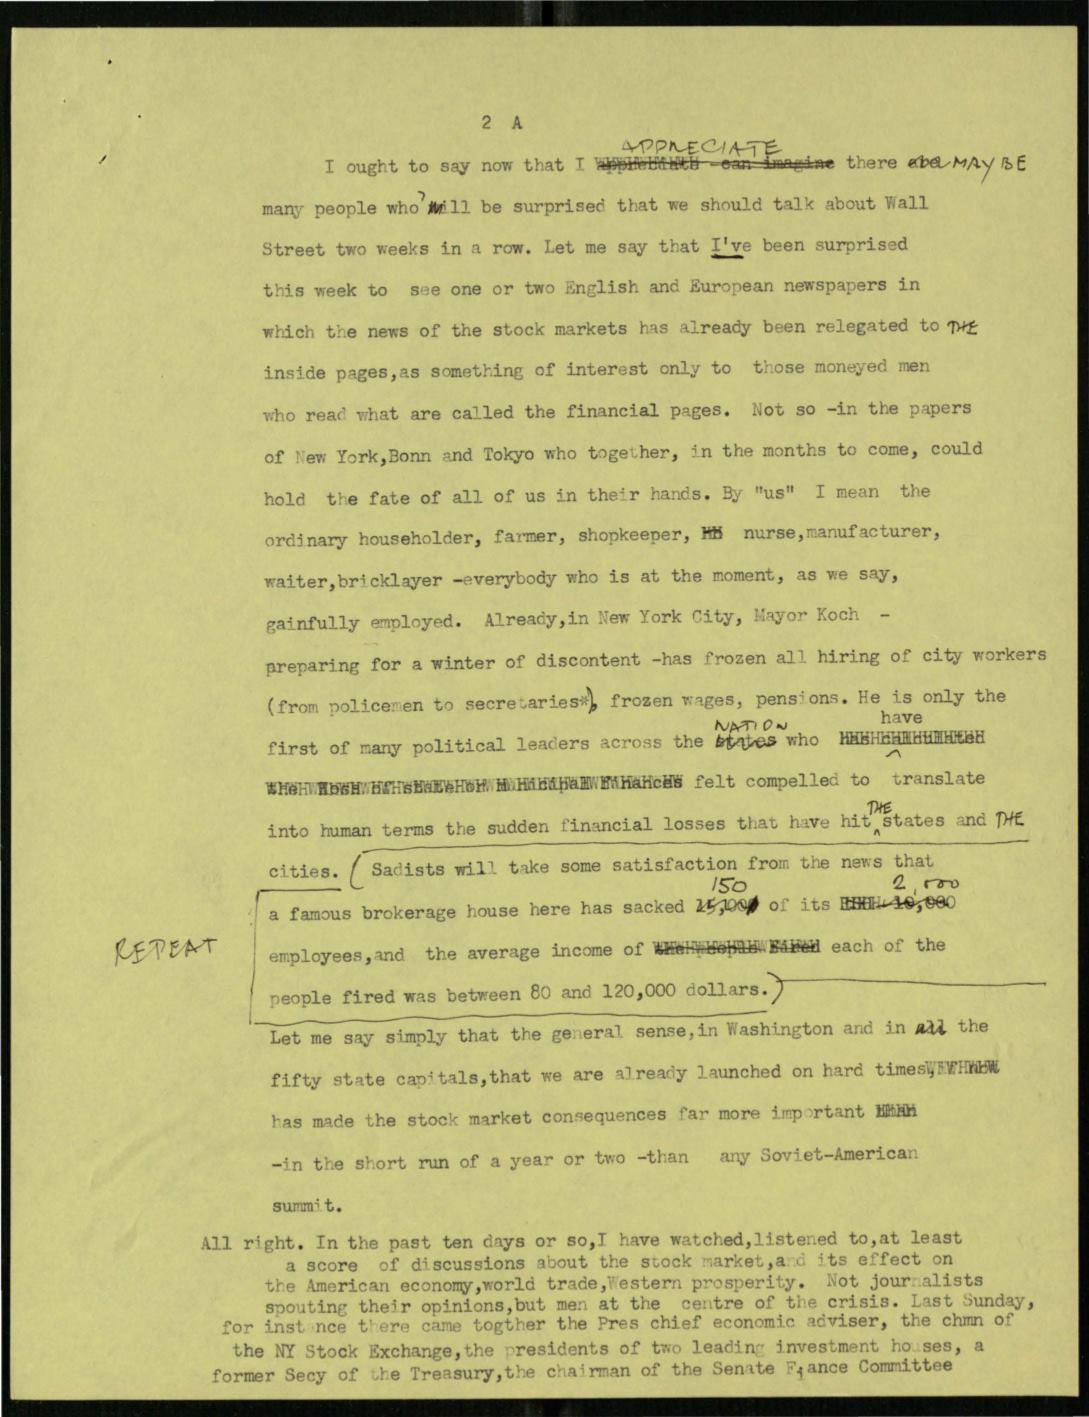 2 A
APPRECIATE
I ought to say now that I can imagine there are MAY BE
many people who will be surprised that we should talk about Wall
Street two weeks in a row. Let me say that I've been surprised
this week to see one or two English and European newspapers in
which the news of the stock markets has already been relegated to THE
inside pages,as something of interest only to those moneyed men
who read what are called the financial pages. Not so -in the papers
of New York,Bonn and Tokyo who together, in the months to come, could
hold the fate of all of us in their hands. By "us" I mean the
ordinary householder, farmer, shopkeeper, nurse,manufacturer,
waiter,bricklayer -everybody who is at the moment, as we say,
gainfully employed. Already,in New York City, Mayor Koch -
preparing for a winter of discontent -has frozen all hiring of city workers
(from policemen to secretaries*), frozen wages, pensions. He is only the
NATION have
first of many political leaders across the states who has calculated
felt compelled to translate
THE
into human terms the sudden financial losses that have hit states and THE
cities. (Sadists will take some satisfaction from the news that
150 2,000
a famous brokerage house here has sacked of its 10,000
REPEAT
employees,and the average income of the people fired each of the
people fired was between 80 and 120,000 dollars.)
Let me say simply that the general sense,in Washington and in all the
fifty state capitals,that we are already launched on hard times,
has made the stock market consequences far more important
-in the short run of a year or two -than any Soviet-American
summit.
All right. In the past ten days or so,I have watched,listened to,at least
a score of discussions about the stock market,and its effect on
the American economy,world trade,Western prosperity. Not journalists
spouting their opinions,but men at the centre of the crisis. Last Sunday,
for instance there came togther the Pres chief economic adviser, the chmn of
the NY Stock Exchange,the presidents of two leading investment houses, a
former Secy of the Treasury,the chairman of the Senate Fiance Committee